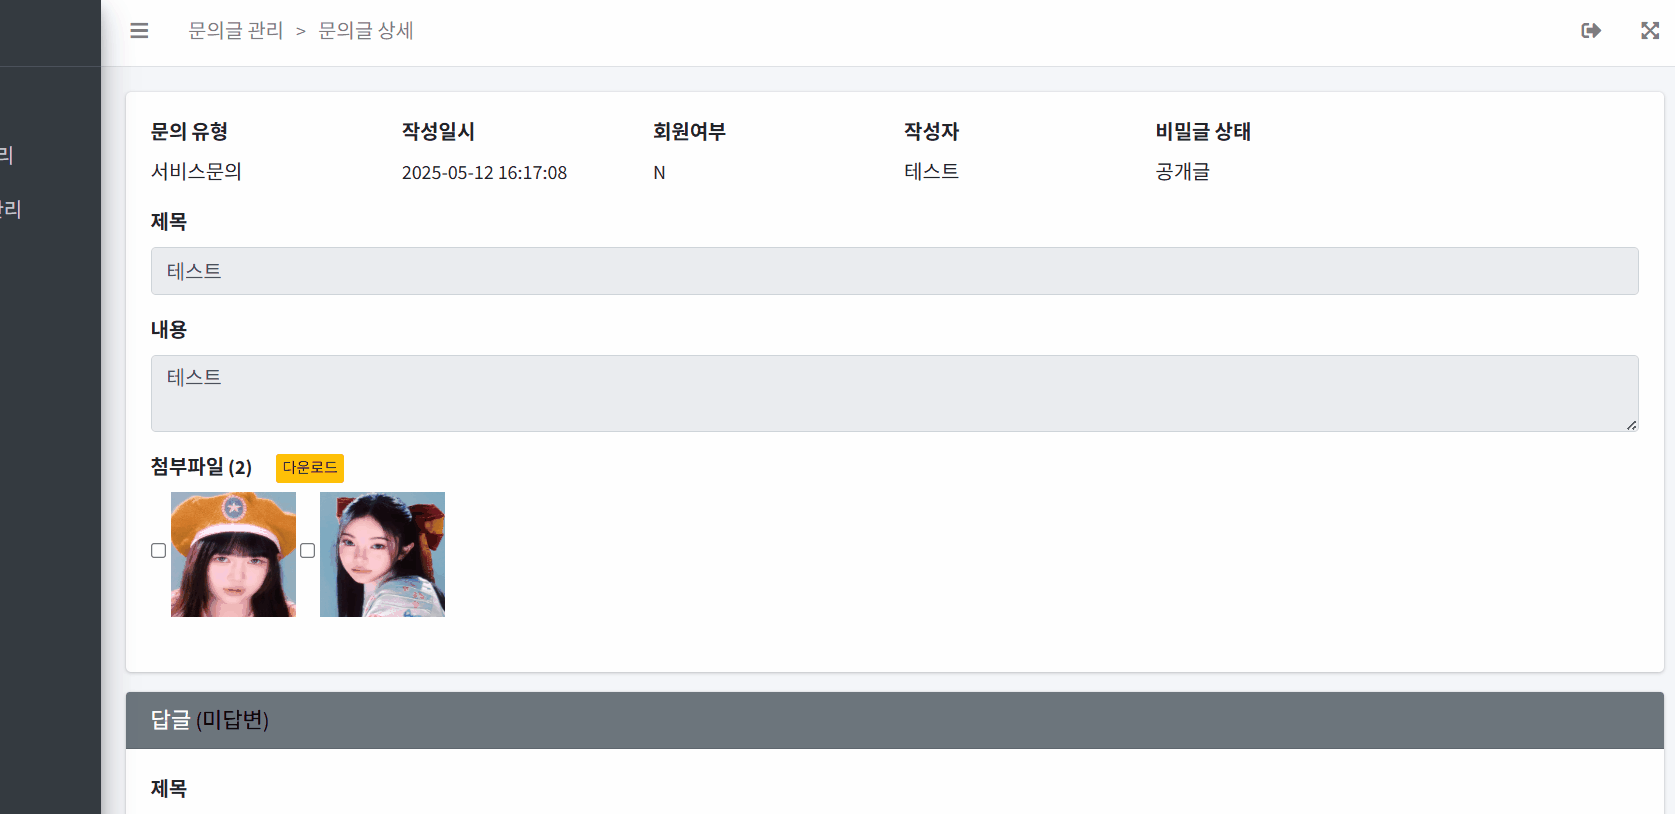 문의글 관리 > 문의글 상세
리
관리
문의 유형 작성일시 회원여부 작성자 비밀글 상태
서비스문의 2025-05-12 16:17:08 N 테스트 공개글
제목
테스트
내용
테스트
첨부파일 (2) 다운로드
답글 (미답변)
제목